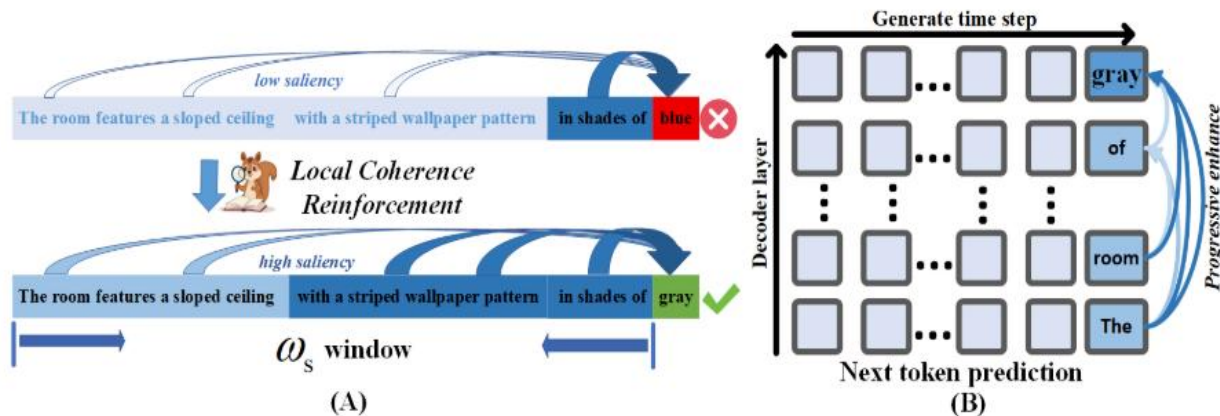 low saliency
The room features a sloped ceiling with a striped wallpaper pattern in shades of blue
Local Coherence
Reinforcement
high saliency
The room features a sloped ceiling with a striped wallpaper pattern in shades of gray
ωs window
(A)
Generate time step
Decoder layer
gray
of
room
The
Progressive enhance
Next token prediction
(B)